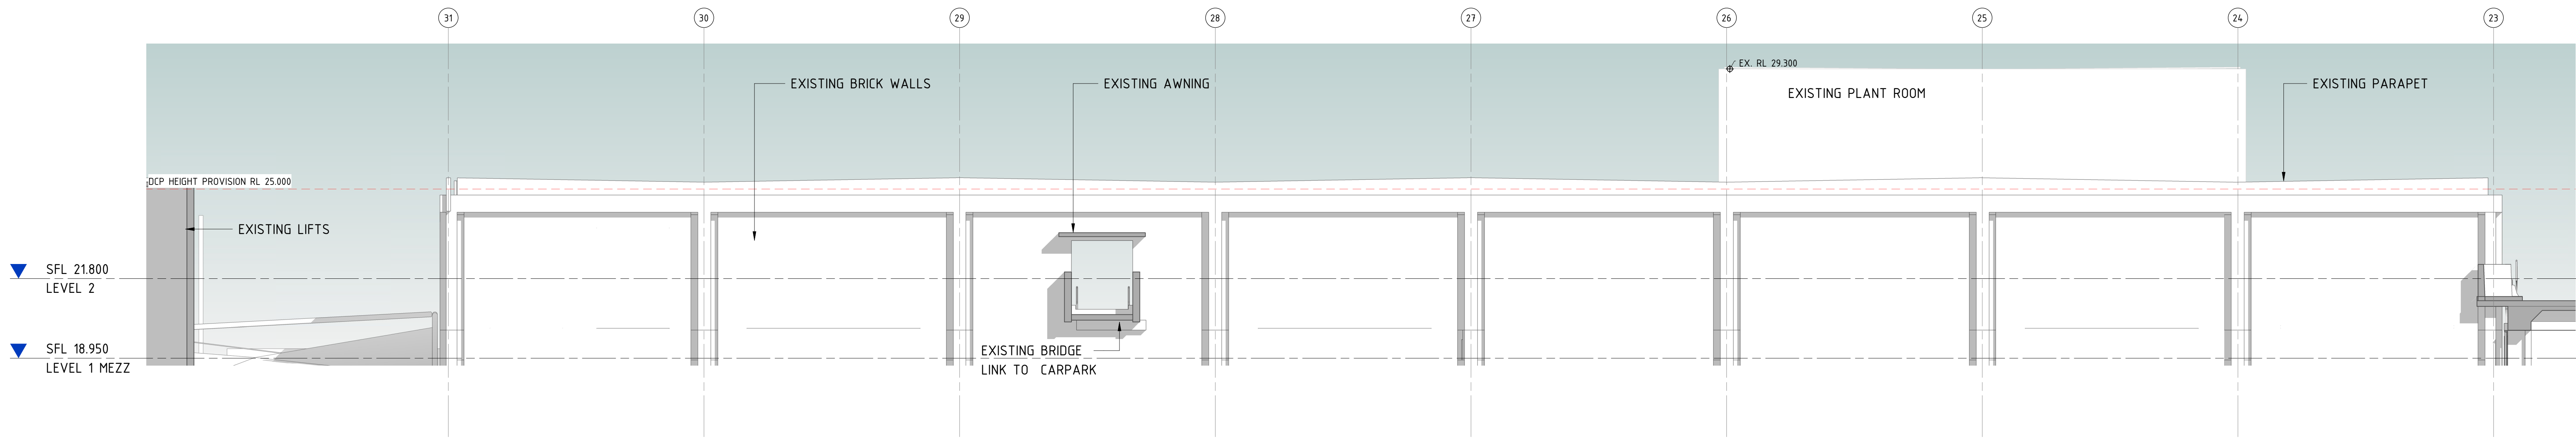 31
30
29
28
27
26
25
24
23
EX. RL 29.300
EXISTING BRICK WALLS
EXISTING AWNING
EXISTING PLANT ROOM
EXISTING PARAPET
DCP HEIGHT PROVISION RL 25.000
EXISTING LIFTS
SFL 21.800
LEVEL 2
SFL 18.950
LEVEL 1 MEZZ
EXISTING BRIDGE
LINK TO CARPARK